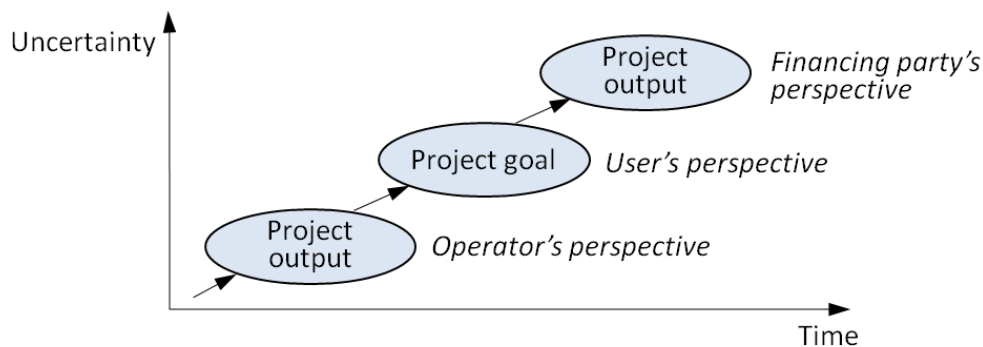 Uncertainty
Project
output
Financing party's
perspective
Project goal
User's perspective
Project
output
Operator's perspective
Time